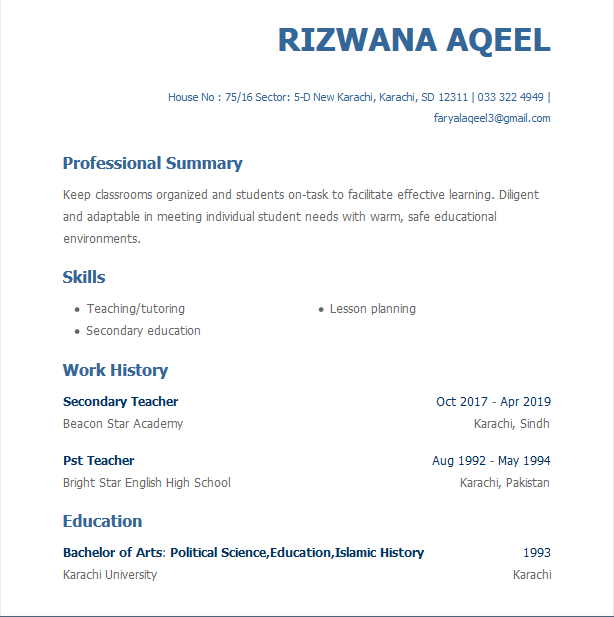 RIZWANA AQEEL
House No : 75/16 Sector: 5-D New Karachi, Karachi, SD 12311 | 033 322 4949 |
faryalaqeel3@gmail.com
Professional Summary
Keep classrooms organized and students on-task to facilitate effective learning. Diligent
and adaptable in meeting individual student needs with warm, safe educational
environments.
Skills
• Teaching/tutoring
• Secondary education
• Lesson planning
Work History
Secondary Teacher Oct 2017 - Apr 2019
Beacon Star Academy Karachi, Sindh
Pst Teacher Aug 1992 - May 1994
Bright Star English High School Karachi, Pakistan
Education
Bachelor of Arts: Political Science,Education,Islamic History 1993
Karachi University Karachi